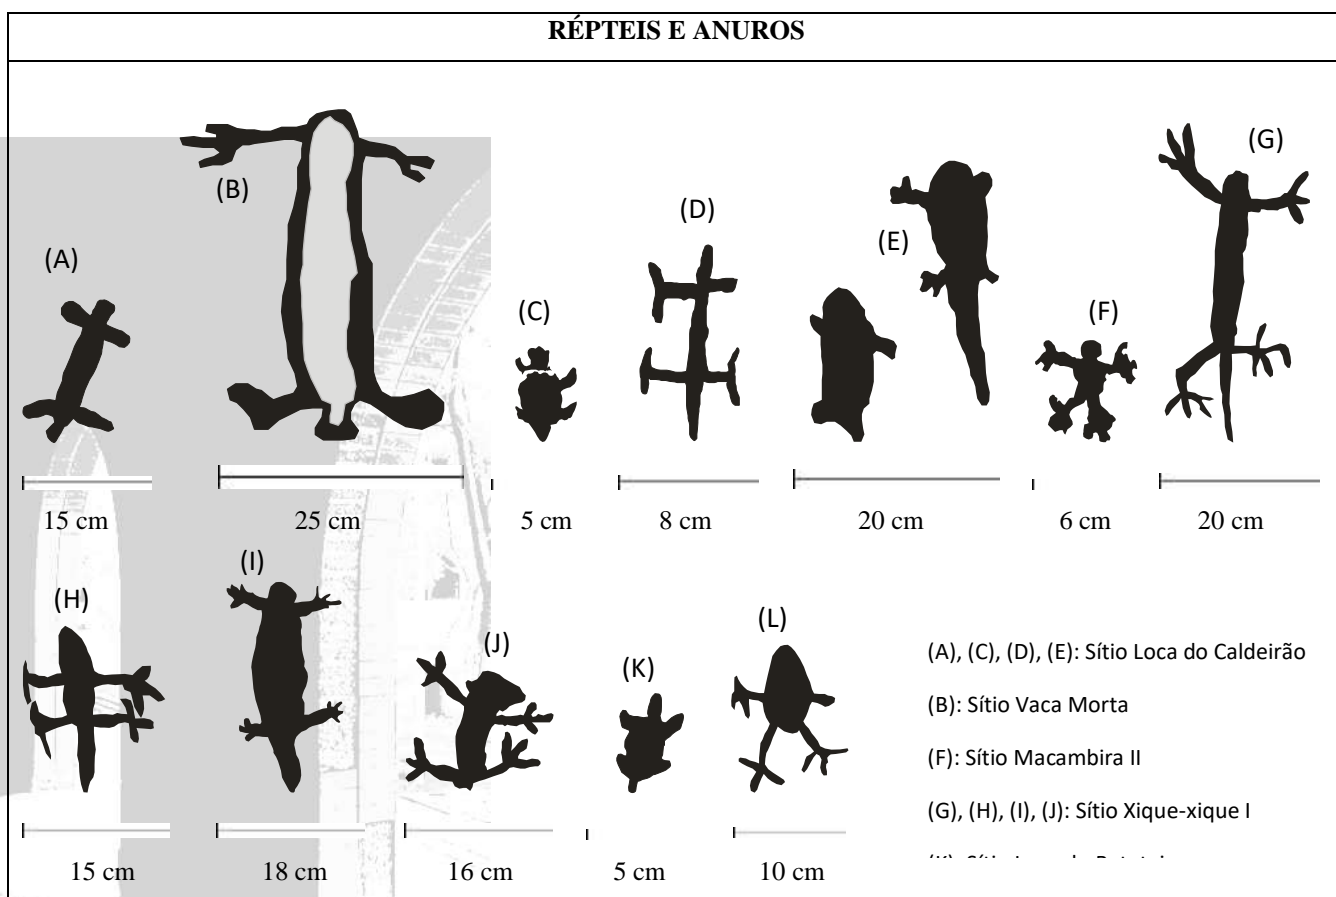 RÉPTEIS E ANUROS
(A)
(B)
(C)
(D)
(E)
(F)
(G)
15 cm
25 cm
5 cm
8 cm
20 cm
6 cm
20 cm
(H)
(I)
(J)
(K)
(L)
15 cm
18 cm
16 cm
5 cm
10 cm
(A), (C), (D), (E): Sítio Loca do Caldeirão
(B): Sítio Vaca Morta
(F): Sítio Macambira II
(G), (H), (I), (J): Sítio Xique-xique I